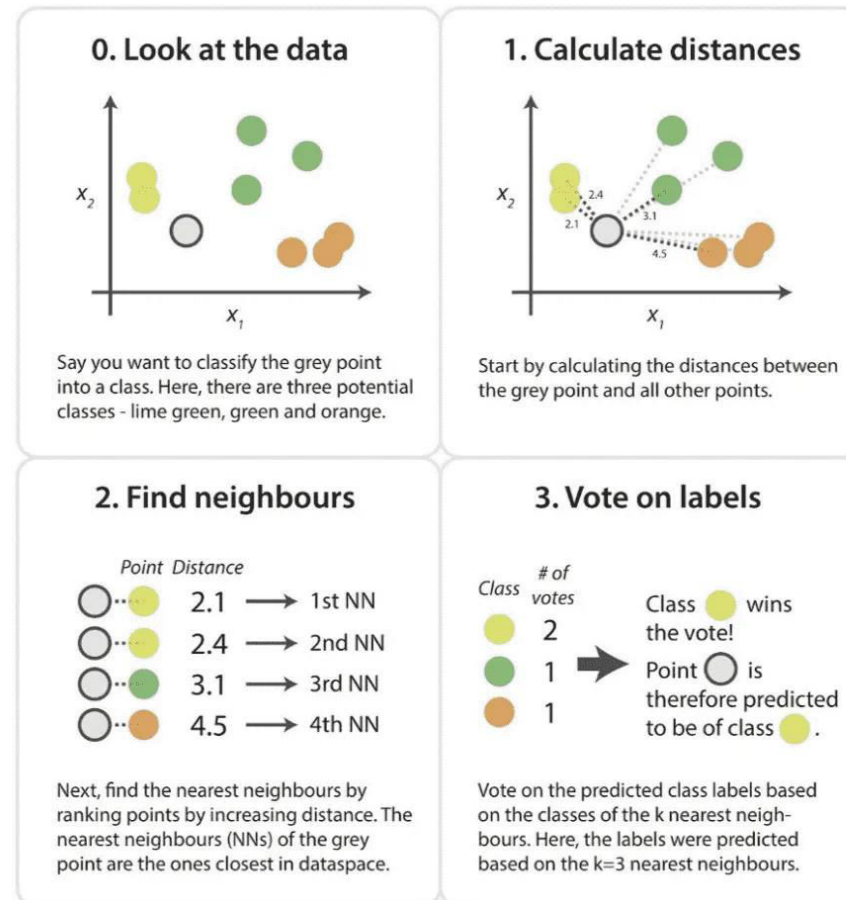 0. Look at the data
X2
X1
Say you want to classify the grey point
into a class. Here, there are three potential
classes - lime green, green and orange.
1. Calculate distances
X2
2.4
2.1
3.1
4.5
X1
Start by calculating the distances between
the grey point and all other points.
2. Find neighbours
Point Distance
2.1 1st NN
2.4 2nd NN
3.1 3rd NN
4.5 4th NN
Next, find the nearest neighbours by
ranking points by increasing distance. The
nearest neighbours (NNs) of the grey
point are the ones closest in dataspace.
3. Vote on labels
Class # of votes
2
1
1
Class wins
the vote!
Point is
therefore predicted
to be of class .
Vote on the predicted class labels based
on the classes of the k nearest neigh-
bours. Here, the labels were predicted
based on the k=3 nearest neighbours.